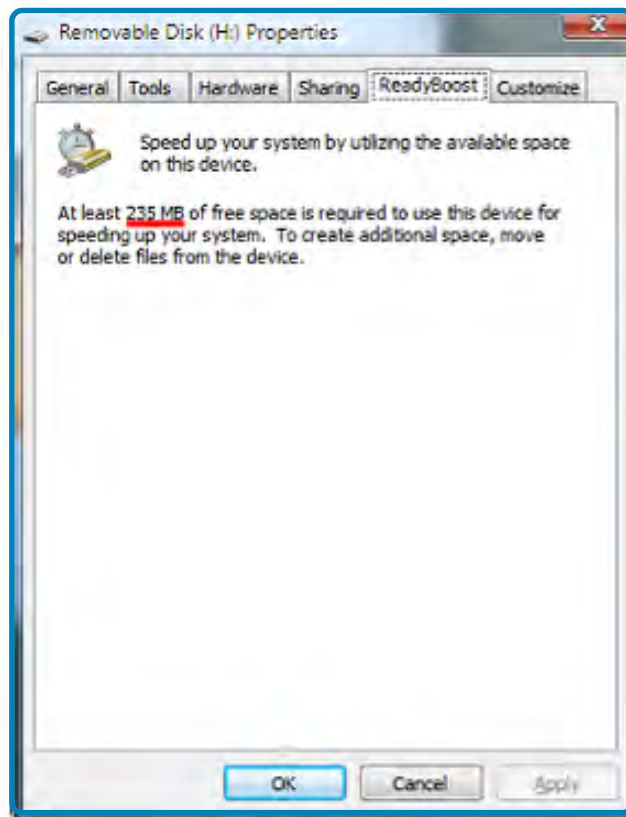 Removable Disk (H:) Properties
General Tools Hardware Sharing ReadyBoost Customize
Speed up your system by utilizing the available space
on this device.
At least 235 MB of free space is required to use this device for
speeding up your system. To create additional space, move
or delete files from the device.
OK Cancel Apply